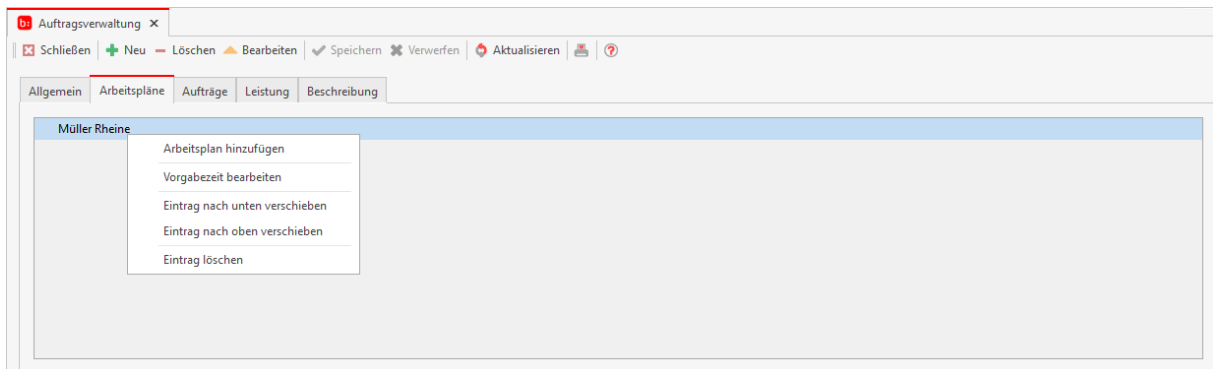 b: Auftragsverwaltung ×
Schließen Neu Löschen Bearbeiten Speichern Verwerfen Aktualisieren ?
Allgemein Arbeitspläne Aufträge Leistung Beschreibung
Müller Rheine
Arbeitsplan hinzufügen
Vorgabezeit bearbeiten
Eintrag nach unten verschieben
Eintrag nach oben verschieben
Eintrag löschen